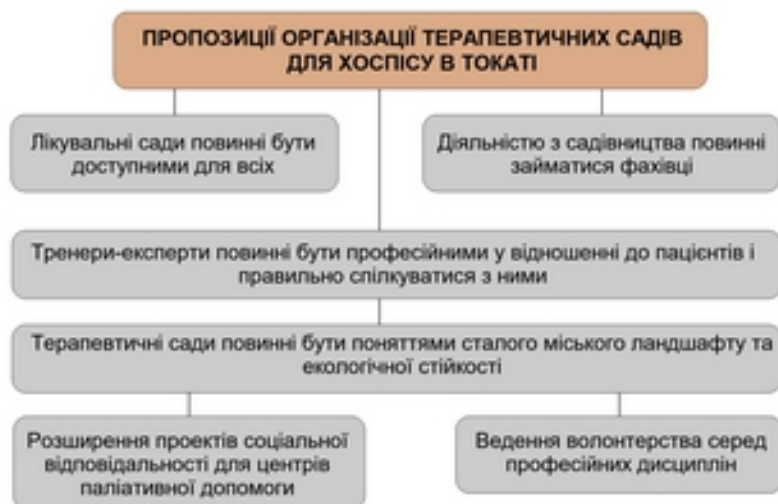 ПРОПОЗИЦІЇ ОРГАНІЗАЦІЇ ТЕРАПЕВТИЧНИХ САДІВ
ДЛЯ ХОСПІСУ В ТОКАТІ
Лікувальні сади повинні бути
доступними для всіх
Діяльністю з садівництва повинні
займатися фахівці
Тренери-експерти повинні бути професійними у відношенні до пацієнтів і
правильно спілкуватися з ними
Терапевтичні сади повинні бути поняттями сталого міського ландшафту та
екологічної стійкості
Розширення проектів соціальної
відповідальності для центрів
паліативної допомоги
Ведення волонтерства серед
професійних дисциплін